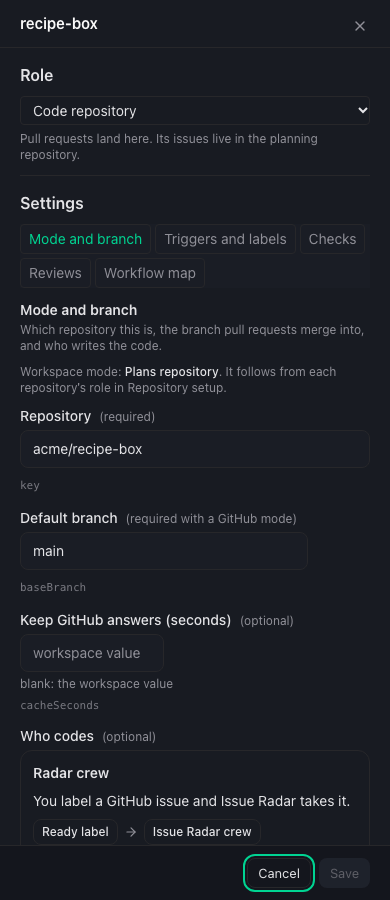 recipe-box
Role
Code repository
Pull requests land here. Its issues live in the planning
repository.
Settings
Mode and branch
Triggers and labels
Checks
Reviews
Workflow map
Mode and branch
Which repository this is, the branch pull requests merge into,
and who writes the code.
Workspace mode: Plans repository. It follows from each
repository's role in Repository setup.
Repository (required)
acme/recipe-box
key
Default branch (required with a GitHub mode)
main
baseBranch
Keep GitHub answers (seconds) (optional)
workspace value
blank: the workspace value
cacheSeconds
Who codes (optional)
Radar crew
You label a GitHub issue and Issue Radar takes it.
Ready label → Issue Radar crew
Cancel
Save